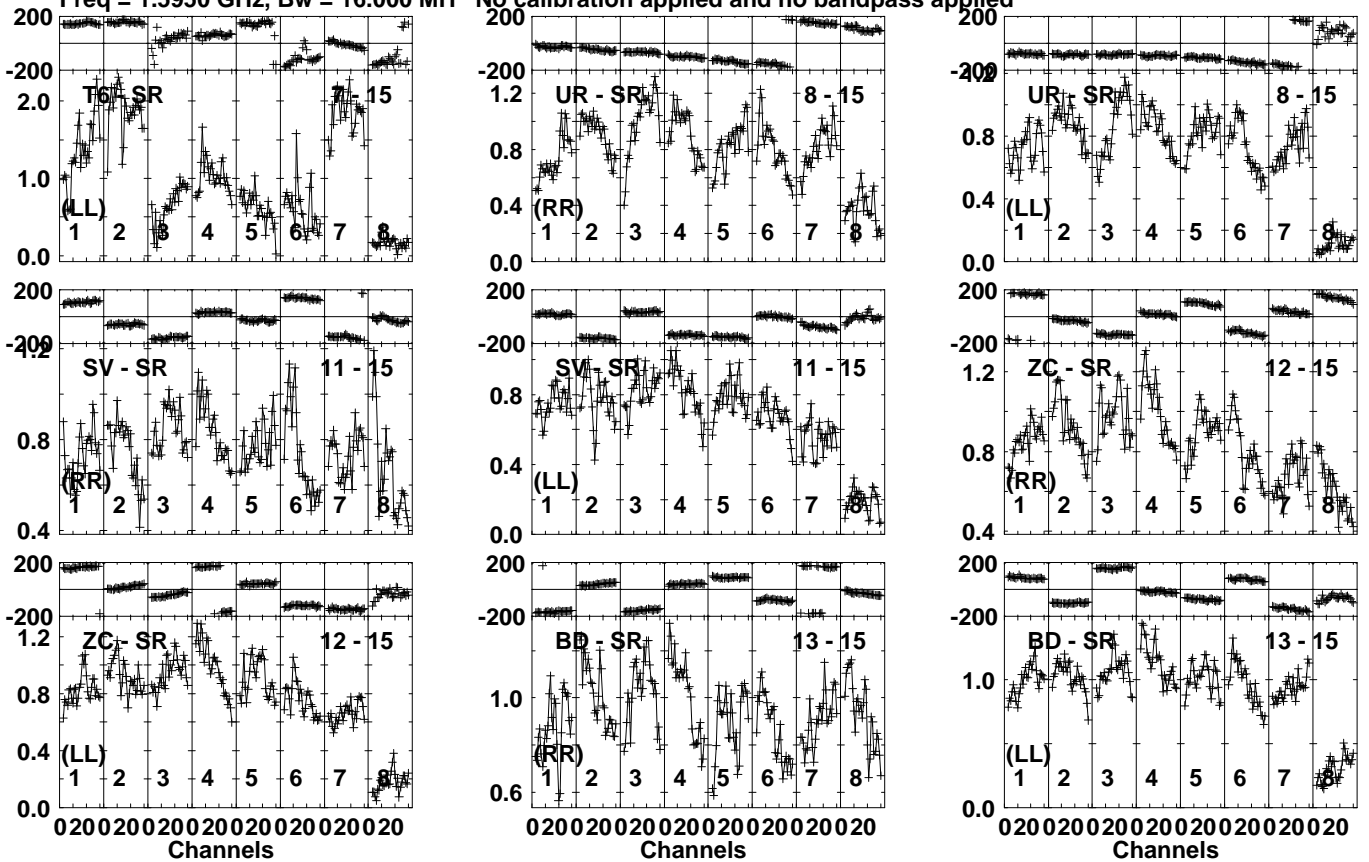 Freq = 1.5950 GHz, Bw = 16.000 MH No calibration applied and no bandpass applied
200 200 200
-200 -200 -200
T6 - SR 7 - 15 UR - SR 8 - 15 UR - SR 8 - 15
2.0 1.2 1.2
1.0 0.8 0.8
(LL) 0.4 (RR) 0.4 (LL)
1 2 3 4 5 6 7 8 1 2 3 4 5 6 7 8 1 2 3 4 5 6 7 8
0.0 0.0 0.0
200 200 200
-200 -200 -200
1.2
SV - SR 11 - 15 SV - SR 11 - 15 ZC - SR 12 - 15
0.8 0.8 1.2
(RR) 0.4 (LL) 0.8 (RR)
1 2 3 4 5 6 7 8 1 2 3 4 5 6 7 8 1 2 3 4 5 6 7 8
0.4 0.0 0.4
200 200 200
-200 -200 -200
ZC - SR 12 - 15 BD - SR 13 - 15 BD - SR 13 - 15
1.2 1.0 1.0
0.8
0.4 (LL) (RR) (LL)
1 2 3 4 5 6 7 8 1 2 3 4 5 6 7 8 1 2 3 4 5 6 7 8
0.0 0.6 0.0
0 20 0 20 0 20 0 20 0 20 0 20 0 20 0 20 0 20 0 20 0 20 0 20 0 20 0 20 0 20 0 20 0 20 0 20 0 20 0 20 0 20 0 20 0 20 0 20
Channels Channels Channels